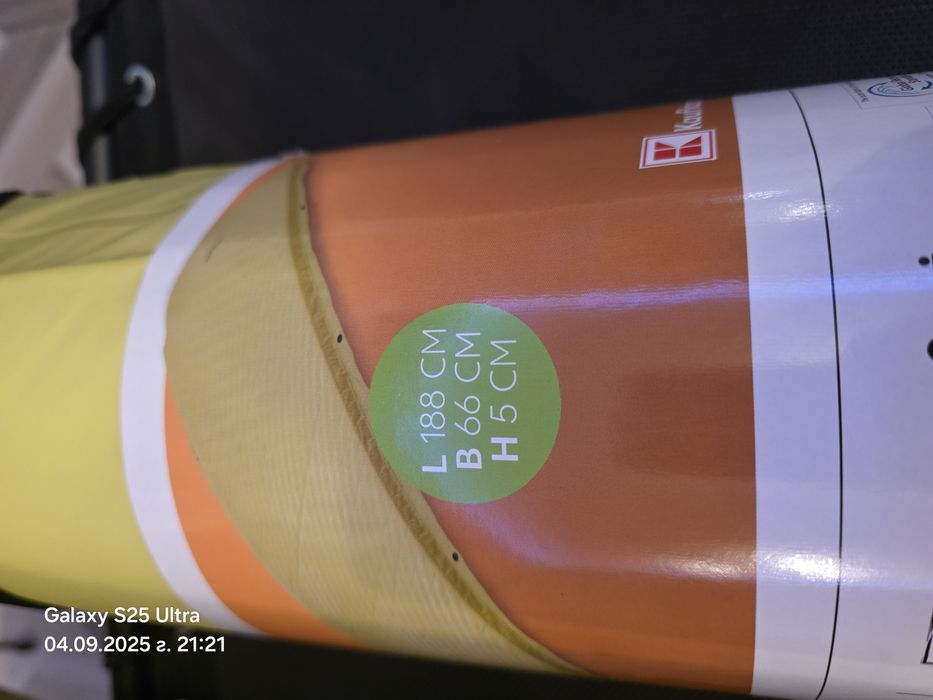 L 188 CM
B 66 CM
H 5 CM
Galaxy S25 Ultra
04.09.2025 г. 21:21